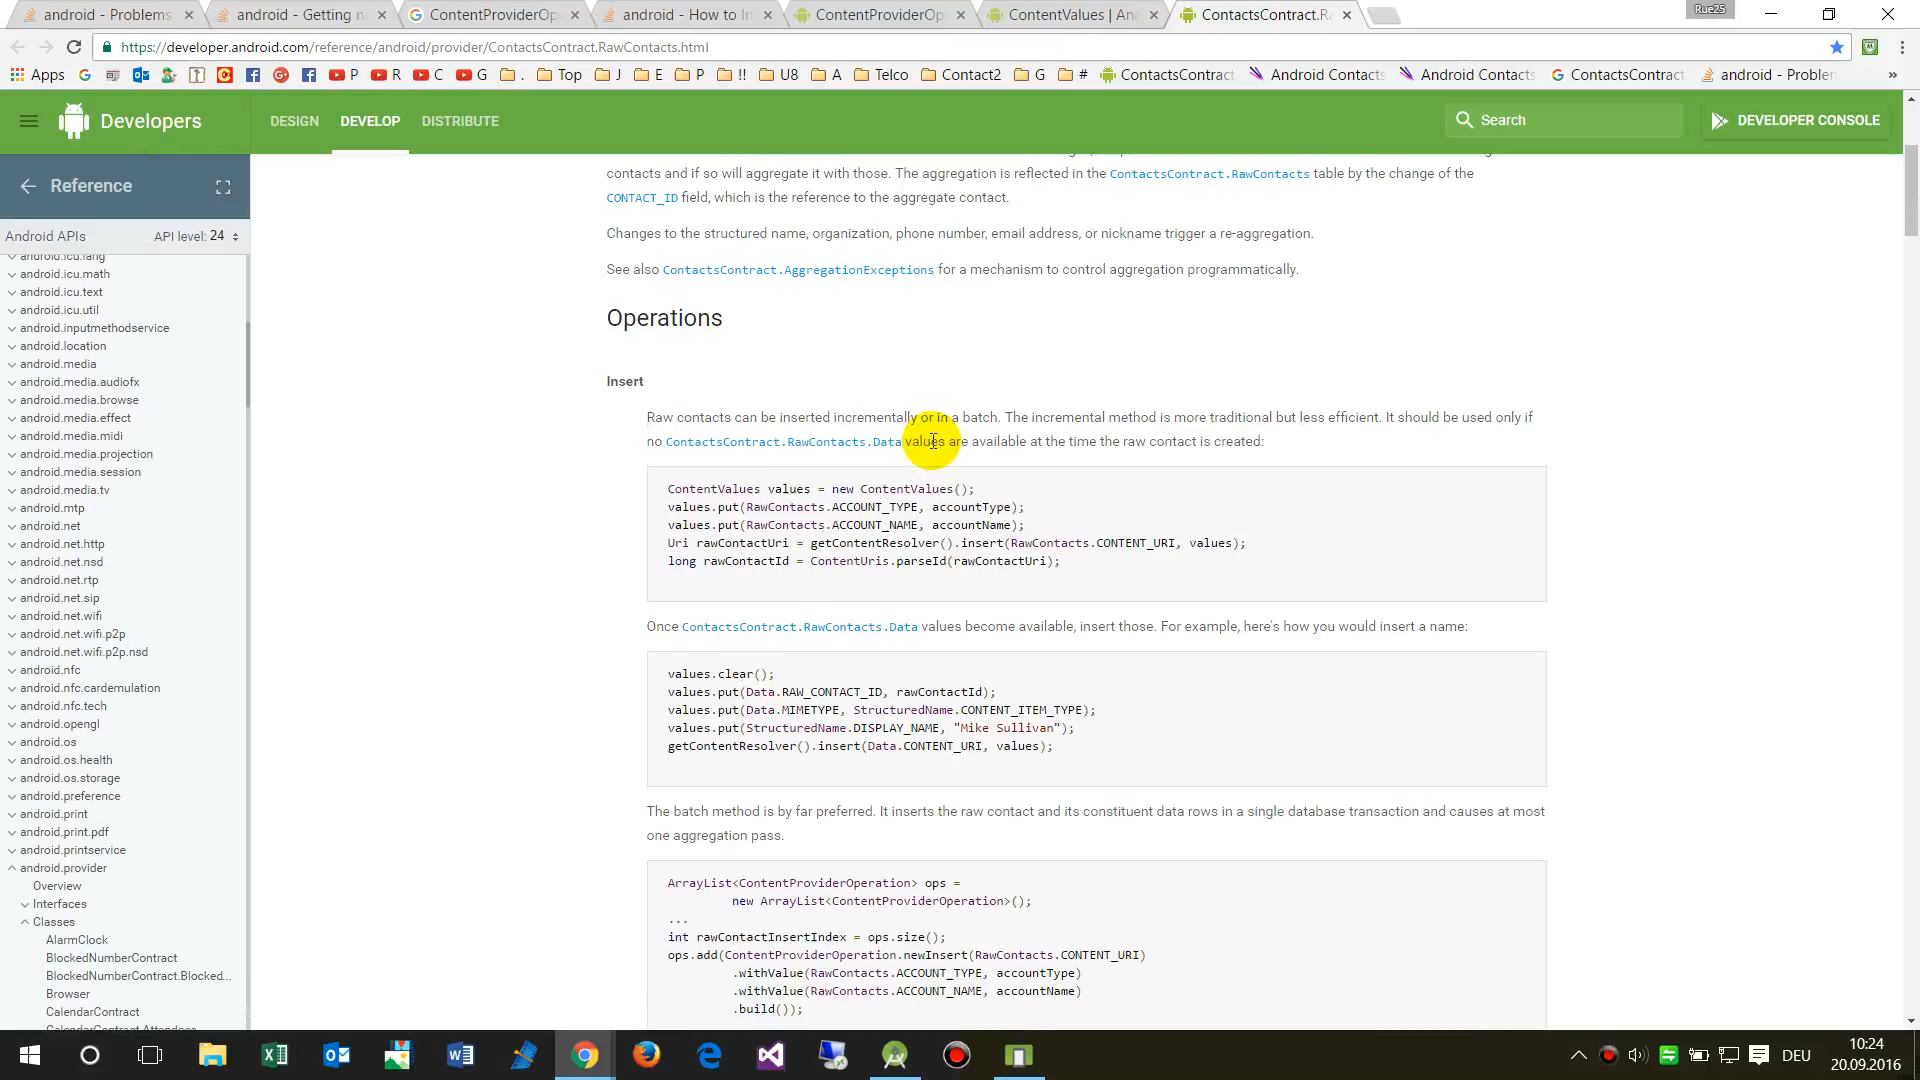 android - Problems
android - Getting n
ContentProviderOp
android - How to In
ContentProviderOp
ContentValues | An
ContactsContract.R
Rue25
https://developer.android.com/reference/android/provider/ContactsContract.RawContacts.html
Apps
P
R
C
G
.
Top
J
E
P
!!
U8
A
Telco
Contact2
G
#
ContactsContract
Android Contacts
Android Contacts
ContactsContract
android - Problem
»
Developers
DESIGN
DEVELOP
DISTRIBUTE
Search
DEVELOPER CONSOLE
Reference
Android APIs
API level: 24
android.icu.lang
android.icu.math
android.icu.text
android.icu.util
android.inputmethodservice
android.location
android.media
android.media.audiofx
android.media.browse
android.media.effect
android.media.midi
android.media.projection
android.media.session
android.media.tv
android.mtp
android.net
android.net.http
android.net.nsd
android.net.rtp
android.net.sip
android.net.wifi
android.net.wifi.p2p
android.net.wifi.p2p.nsd
android.nfc
android.nfc.cardemulation
android.nfc.tech
android.opengl
android.os
android.os.health
android.os.storage
android.preference
android.print
android.print.pdf
android.printservice
android.provider
Overview
Interfaces
Classes
AlarmClock
BlockedNumberContract
BlockedNumberContract.Blocked...
Browser
CalendarContract
CalendarContract.Attendees
contacts and if so will aggregate it with those. The aggregation is reflected in the ContactsContract.RawContacts table by the change of the
CONTACT_ID field, which is the reference to the aggregate contact.
Changes to the structured name, organization, phone number, email address, or nickname trigger a re-aggregation.
See also ContactsContract.AggregationExceptions for a mechanism to control aggregation programmatically.
Operations
Insert
Raw contacts can be inserted incrementally or in a batch. The incremental method is more traditional but less efficient. It should be used only if
no ContactsContract.RawContacts.Data values are available at the time the raw contact is created:
ContentValues values = new ContentValues();
values.put(RawContacts.ACCOUNT_TYPE, accountType);
values.put(RawContacts.ACCOUNT_NAME, accountName);
Uri rawContactUri = getContentResolver().insert(RawContacts.CONTENT_URI, values);
long rawContactId = ContentUris.parseId(rawContactUri);
Once ContactsContract.RawContacts.Data values become available, insert those. For example, here's how you would insert a name:
values.clear();
values.put(Data.RAW_CONTACT_ID, rawContactId);
values.put(Data.MIMETYPE, StructuredName.CONTENT_ITEM_TYPE);
values.put(StructuredName.DISPLAY_NAME, "Mike Sullivan");
getContentResolver().insert(Data.CONTENT_URI, values);
The batch method is by far preferred. It inserts the raw contact and its constituent data rows in a single database transaction and causes at most
one aggregation pass.
ArrayList<ContentProviderOperation> ops =
new ArrayList<ContentProviderOperation>();
...
int rawContactInsertIndex = ops.size();
ops.add(ContentProviderOperation.newInsert(RawContacts.CONTENT_URI)
.withValue(RawContacts.ACCOUNT_TYPE, accountType)
.withValue(RawContacts.ACCOUNT_NAME, accountName)
.build());
DEU
10:24
20.09.2016